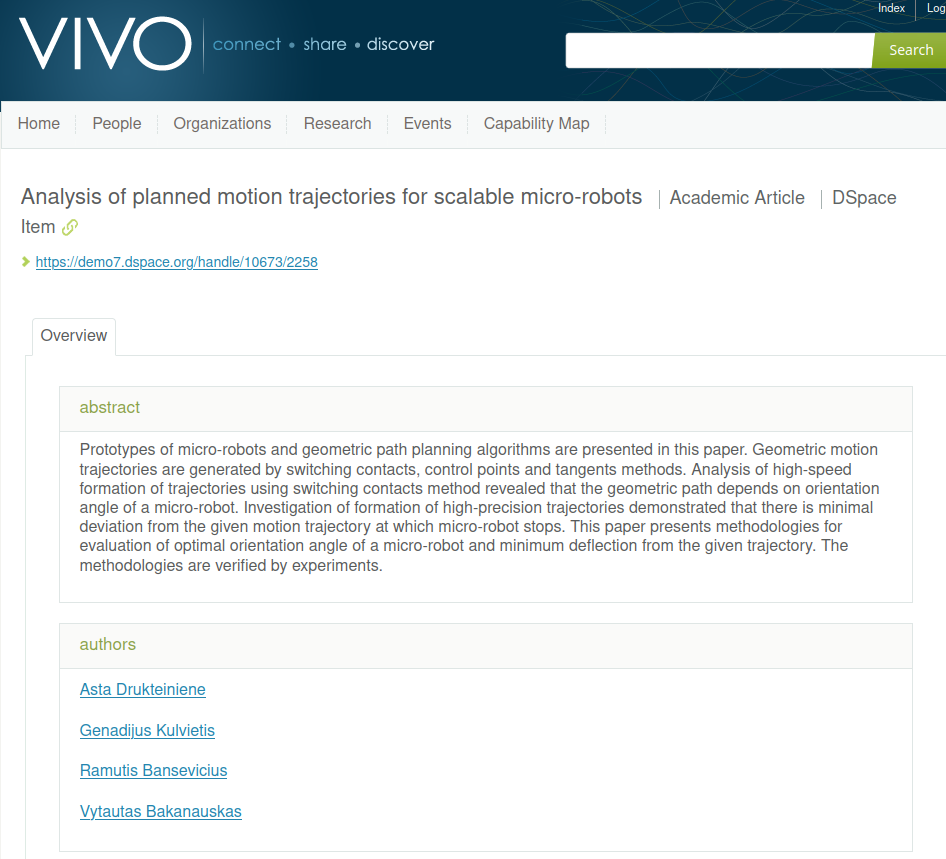 Index Log
VIVO connect • share • discover
Search
Home People Organizations Research Events Capability Map
Analysis of planned motion trajectories for scalable micro-robots | Academic Article | DSpace
Item
https://demo7.dspace.org/handle/10673/2258
Overview
abstract
Prototypes of micro-robots and geometric path planning algorithms are presented in this paper. Geometric motion
trajectories are generated by switching contacts, control points and tangents methods. Analysis of high-speed
formation of trajectories using switching contacts method revealed that the geometric path depends on orientation
angle of a micro-robot. Investigation of formation of high-precision trajectories demonstrated that there is minimal
deviation from the given motion trajectory at which micro-robot stops. This paper presents methodologies for
evaluation of optimal orientation angle of a micro-robot and minimum deflection from the given trajectory. The
methodologies are verified by experiments.
authors
Asta Drukteiniene
Genadijus Kulvietis
Ramutis Bansevicius
Vytautas Bakanauskas